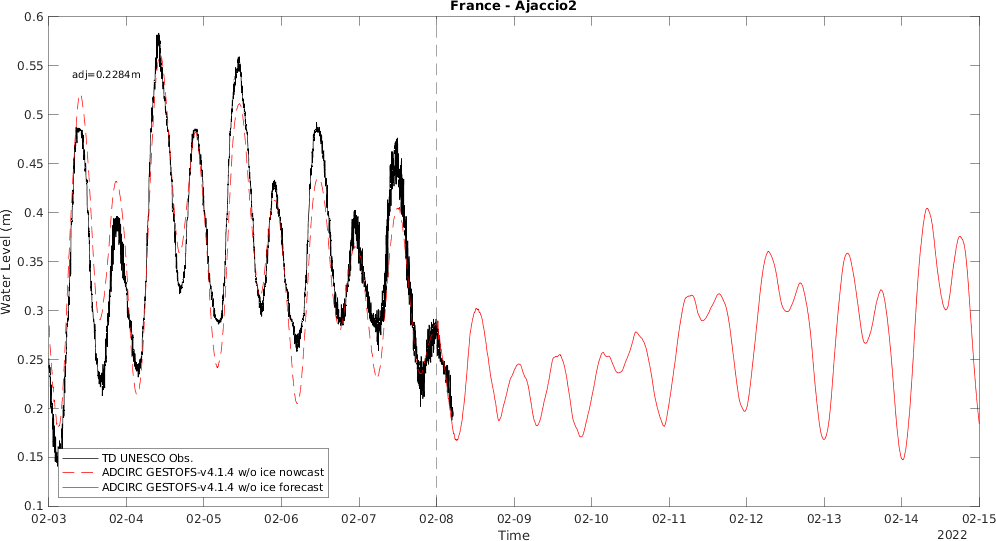 France - Ajaccio2
adj=0.2284m
Water Level (m)
0.6
0.55
0.5
0.45
0.4
0.35
0.3
0.25
0.2
0.15
0.1
TD UNESCO Obs.
ADCIRC GESTOFS-v4.1.4 w/o ice nowcast
ADCIRC GESTOFS-v4.1.4 w/o ice forecast
02-03 02-04 02-05 02-06 02-07 02-08 02-09 02-10 02-11 02-12 02-13 02-14 02-15
Time
2022